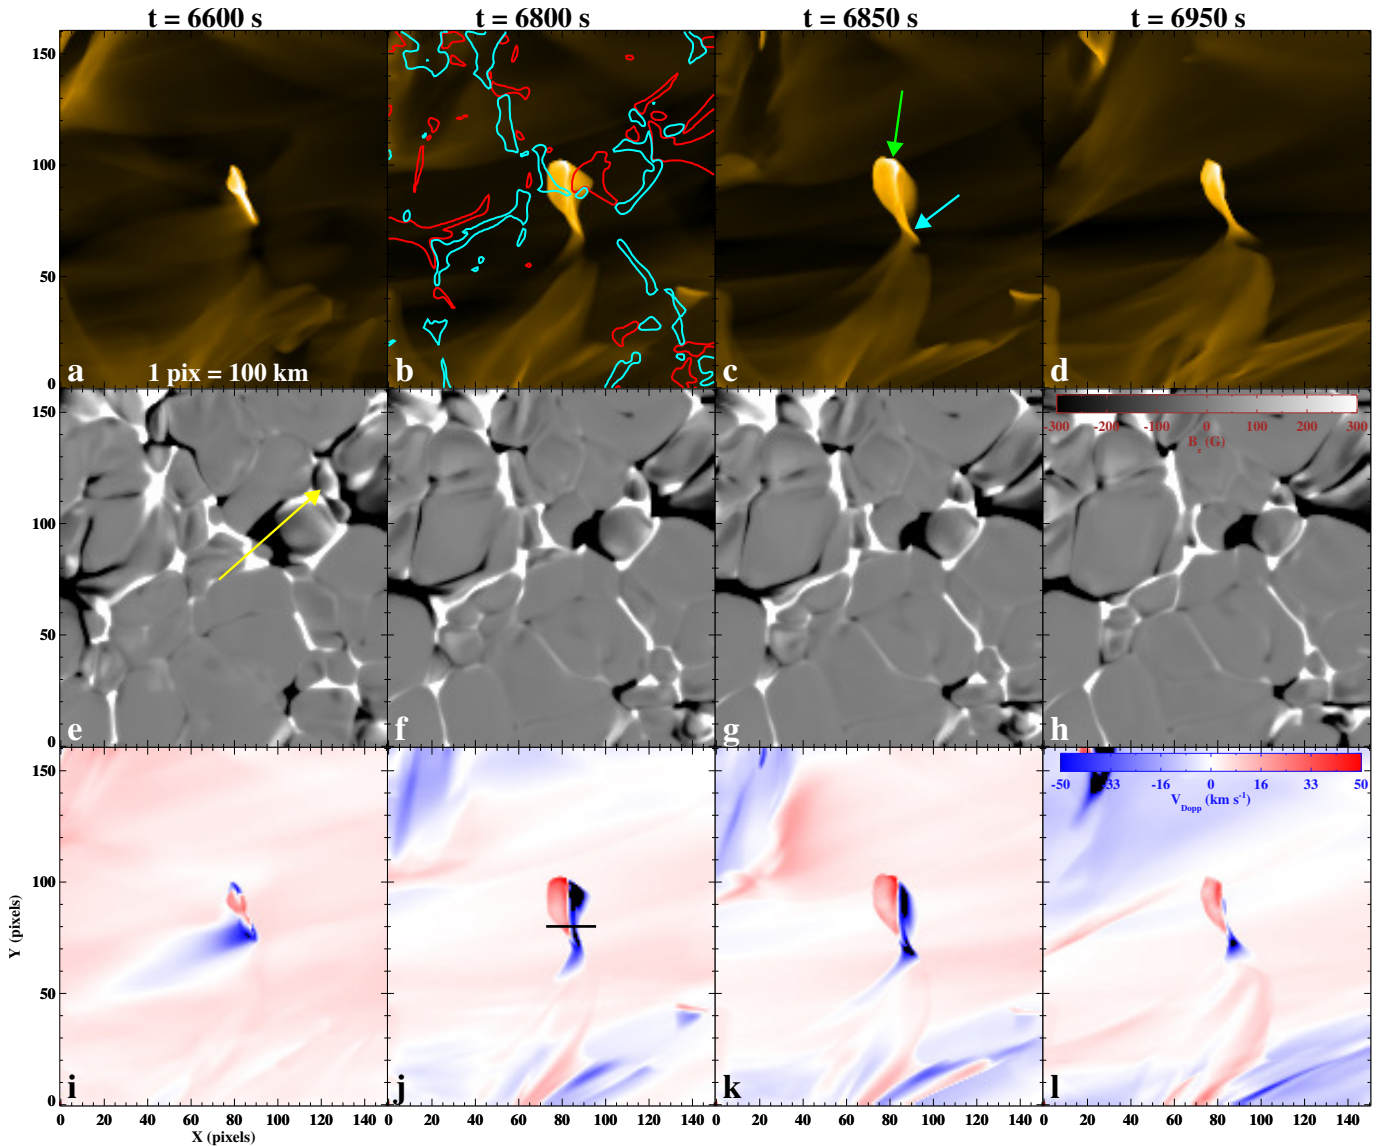 t = 6600 s t = 6800 s t = 6850 s t = 6950 s
150
100
50
0
a 1 pix = 100 km b c d
150
100
50
0
-300 -200 -100 0 100 200 300
B_z (G)
e f g h
150
100
50
0
Y (pixels)
-50 -33 -16 0 16 33 50
V_Dopp (km s^-1)
i j k l
0 20 40 60 80 100 120 140 0 20 40 60 80 100 120 140 0 20 40 60 80 100 120 140 0 20 40 60 80 100 120 140
X (pixels)